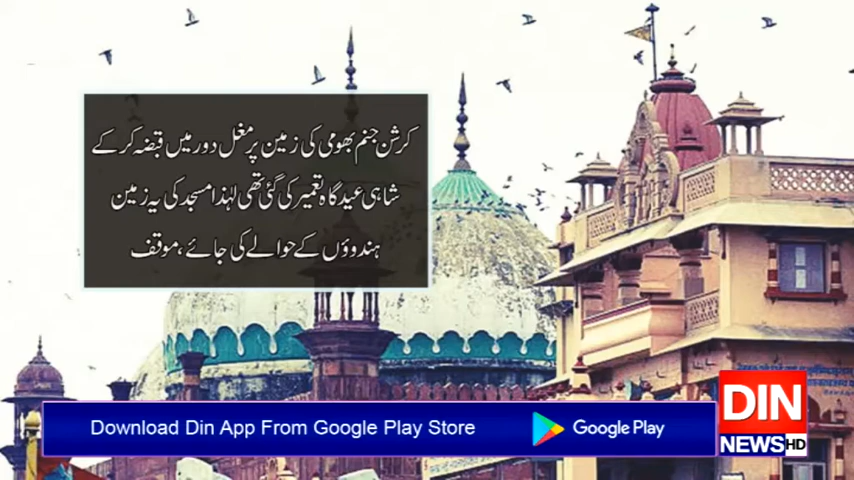 کرشن جنم بھومی کی زمین پر مغل دور میں قبضہ کر کے
شاہی عید گاہ تعمیر کی گئی تھی لہٰذا مسجد کی یہ زمین
ہندوؤں کے حوالے کی جائے، موقف
Download Din App From Google Play Store
Google Play
DIN
NEWS HD